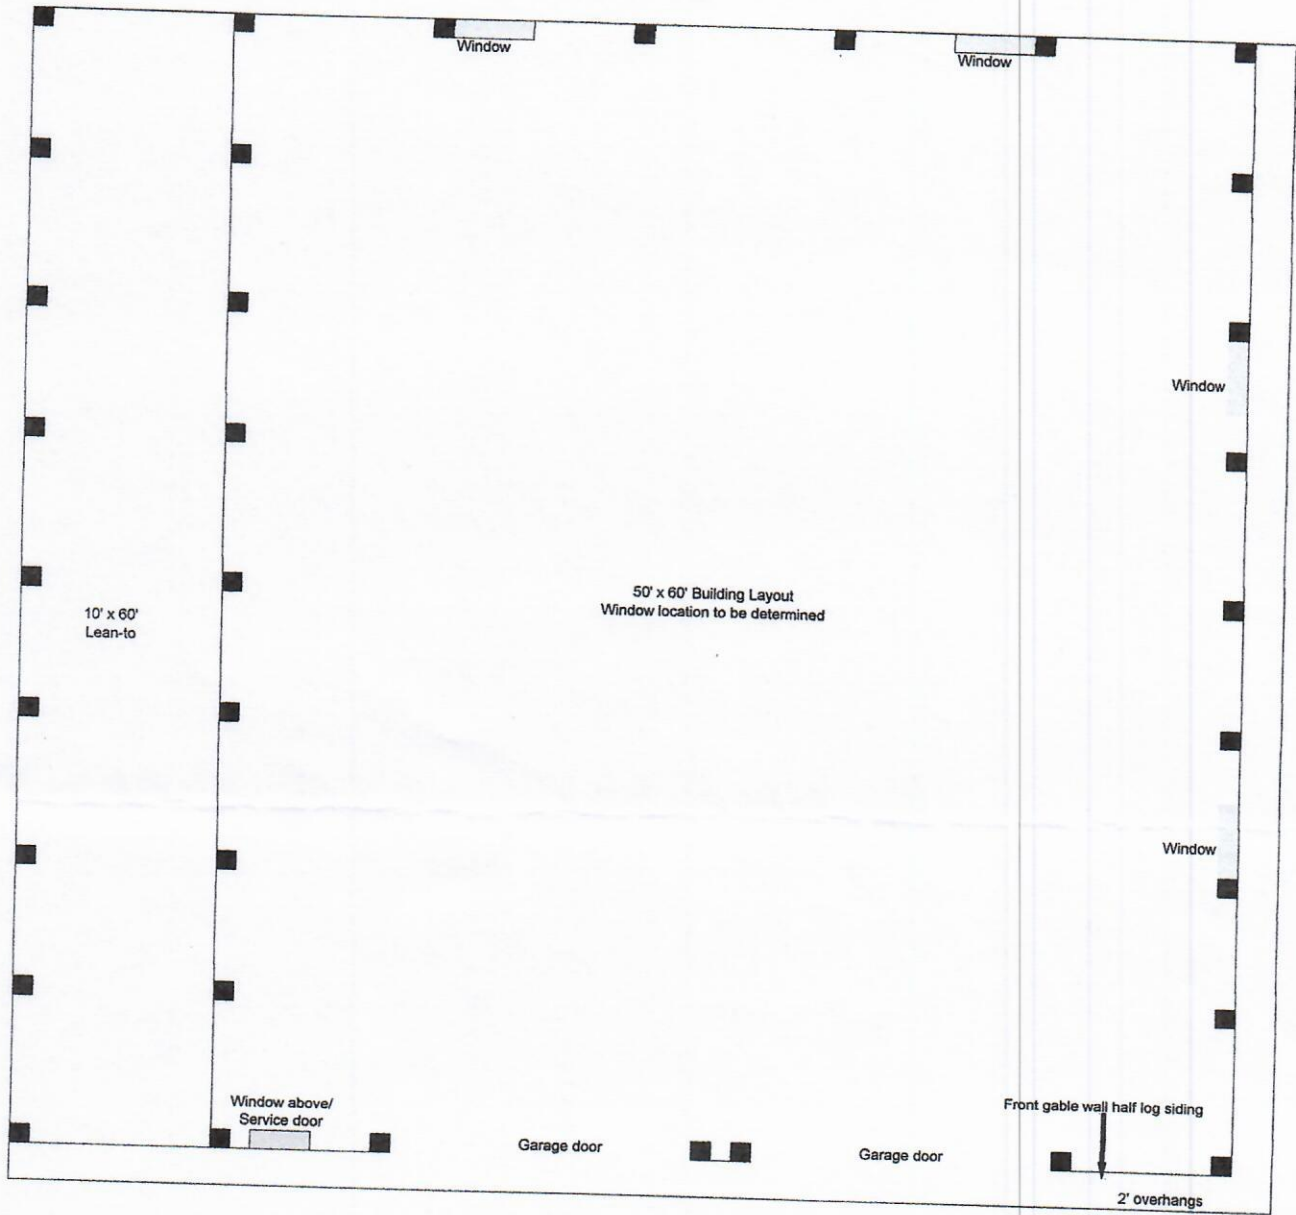 Window
Window
Window
50' x 60' Building Layout
Window location to be determined
10' x 60'
Lean-to
Window
Window above/
Service door
Front gable wall half log siding
Garage door
Garage door
2' overhangs